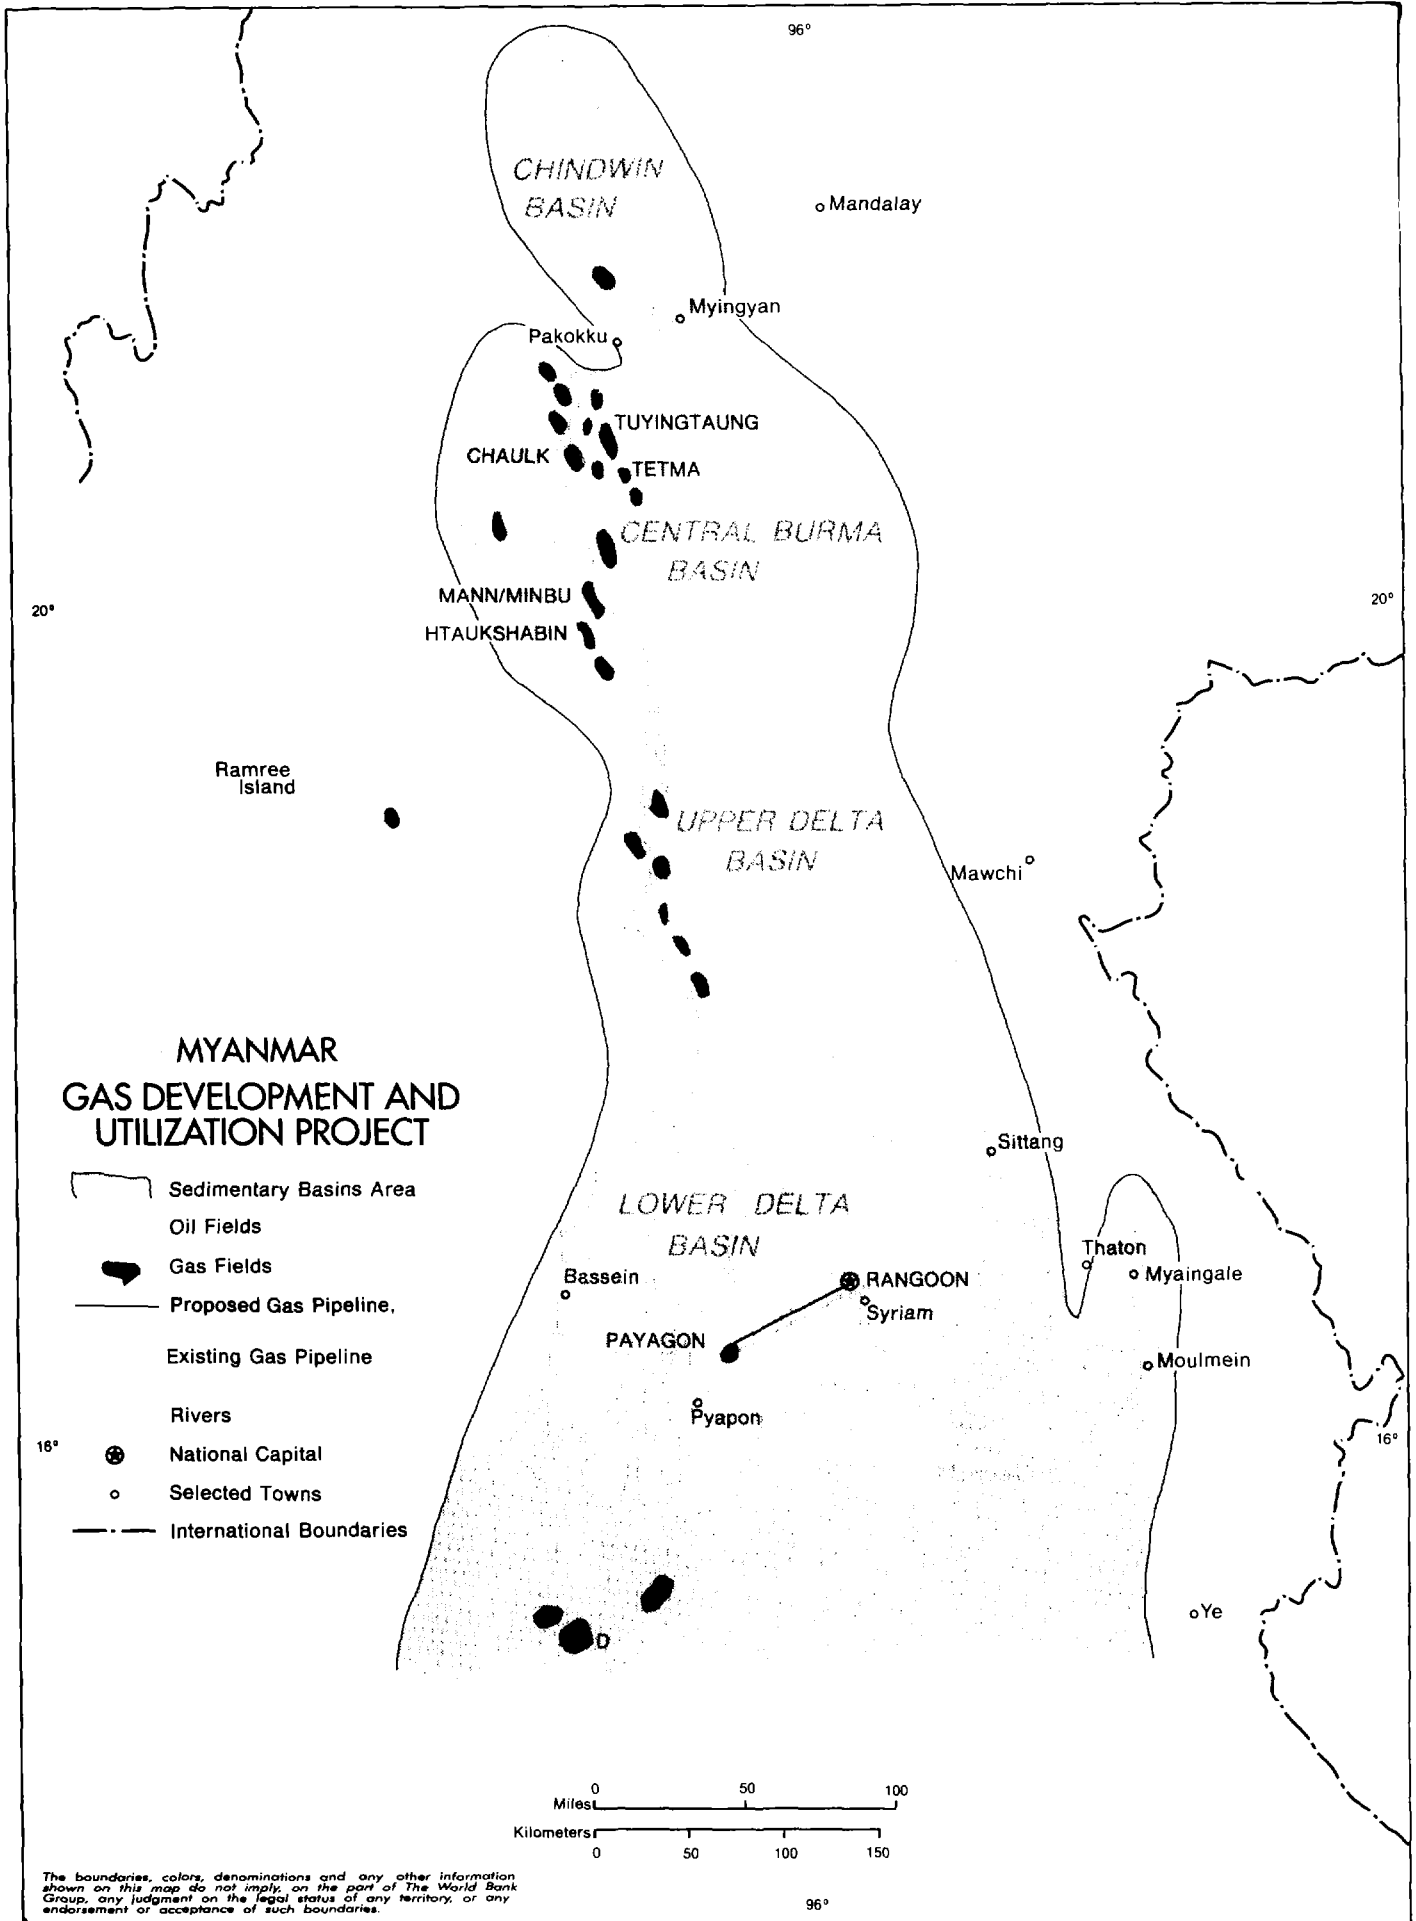 96°
CHINDWIN
BASIN
Mandalay
Myingyan
Pakokku
TUYINGTAUNG
CHAULK
TETMA
CENTRAL BURMA
BASIN
MANN/MINBU
20°
20°
HTAUKSHABIN
Ramree
Island
UPPER DELTA
BASIN
Mawchi
MYANMAR
GAS DEVELOPMENT AND
UTILIZATION PROJECT
Sittang
Sedimentary Basins Area
LOWER DELTA
BASIN
Oil Fields
Gas Fields
Thaton
Myaingale
Bassein
RANGOON
Syriam
Proposed Gas Pipeline,
PAYAGON
Existing Gas Pipeline
Moulmein
Rivers
Pyapon
16°
16°
National Capital
Selected Towns
International Boundaries
Ye
D
0 50 100
Miles
Kilometers
0 50 100 150
The boundaries, colors, denominations and any other information
shown on this map do not imply, on the part of The World Bank
Group, any judgment on the legal status of any territory, or any
endorsement or acceptance of such boundaries.
96°